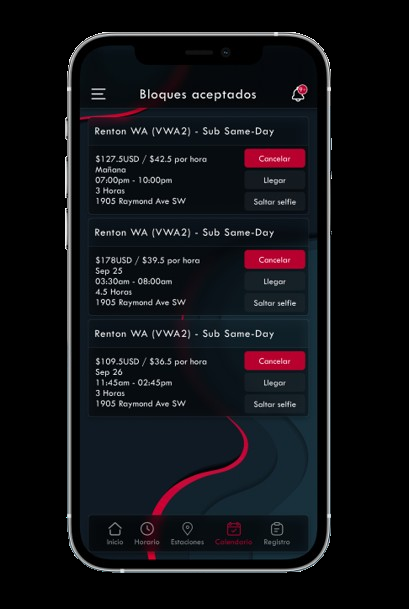 Bloques aceptados
9+
Renton WA (VWA2) - Sub Same-Day
$127.5USD / $42.5 por hora
Mañana
07:00pm - 10:00pm
3 Horas
1905 Raymond Ave SW
Cancelar
Llegar
Saltar selfie
Renton WA (VWA2) - Sub Same-Day
$178USD / $39.5 por hora
Sep 25
03:30am - 08:00am
4.5 Horas
1905 Raymond Ave SW
Cancelar
Llegar
Saltar selfie
Renton WA (VWA2) - Sub Same-Day
$109.5USD / $36.5 por hora
Sep 26
11:45am - 02:45pm
3 Horas
1905 Raymond Ave SW
Cancelar
Llegar
Saltar selfie
Inicio Horario Estaciones Calendario Registro